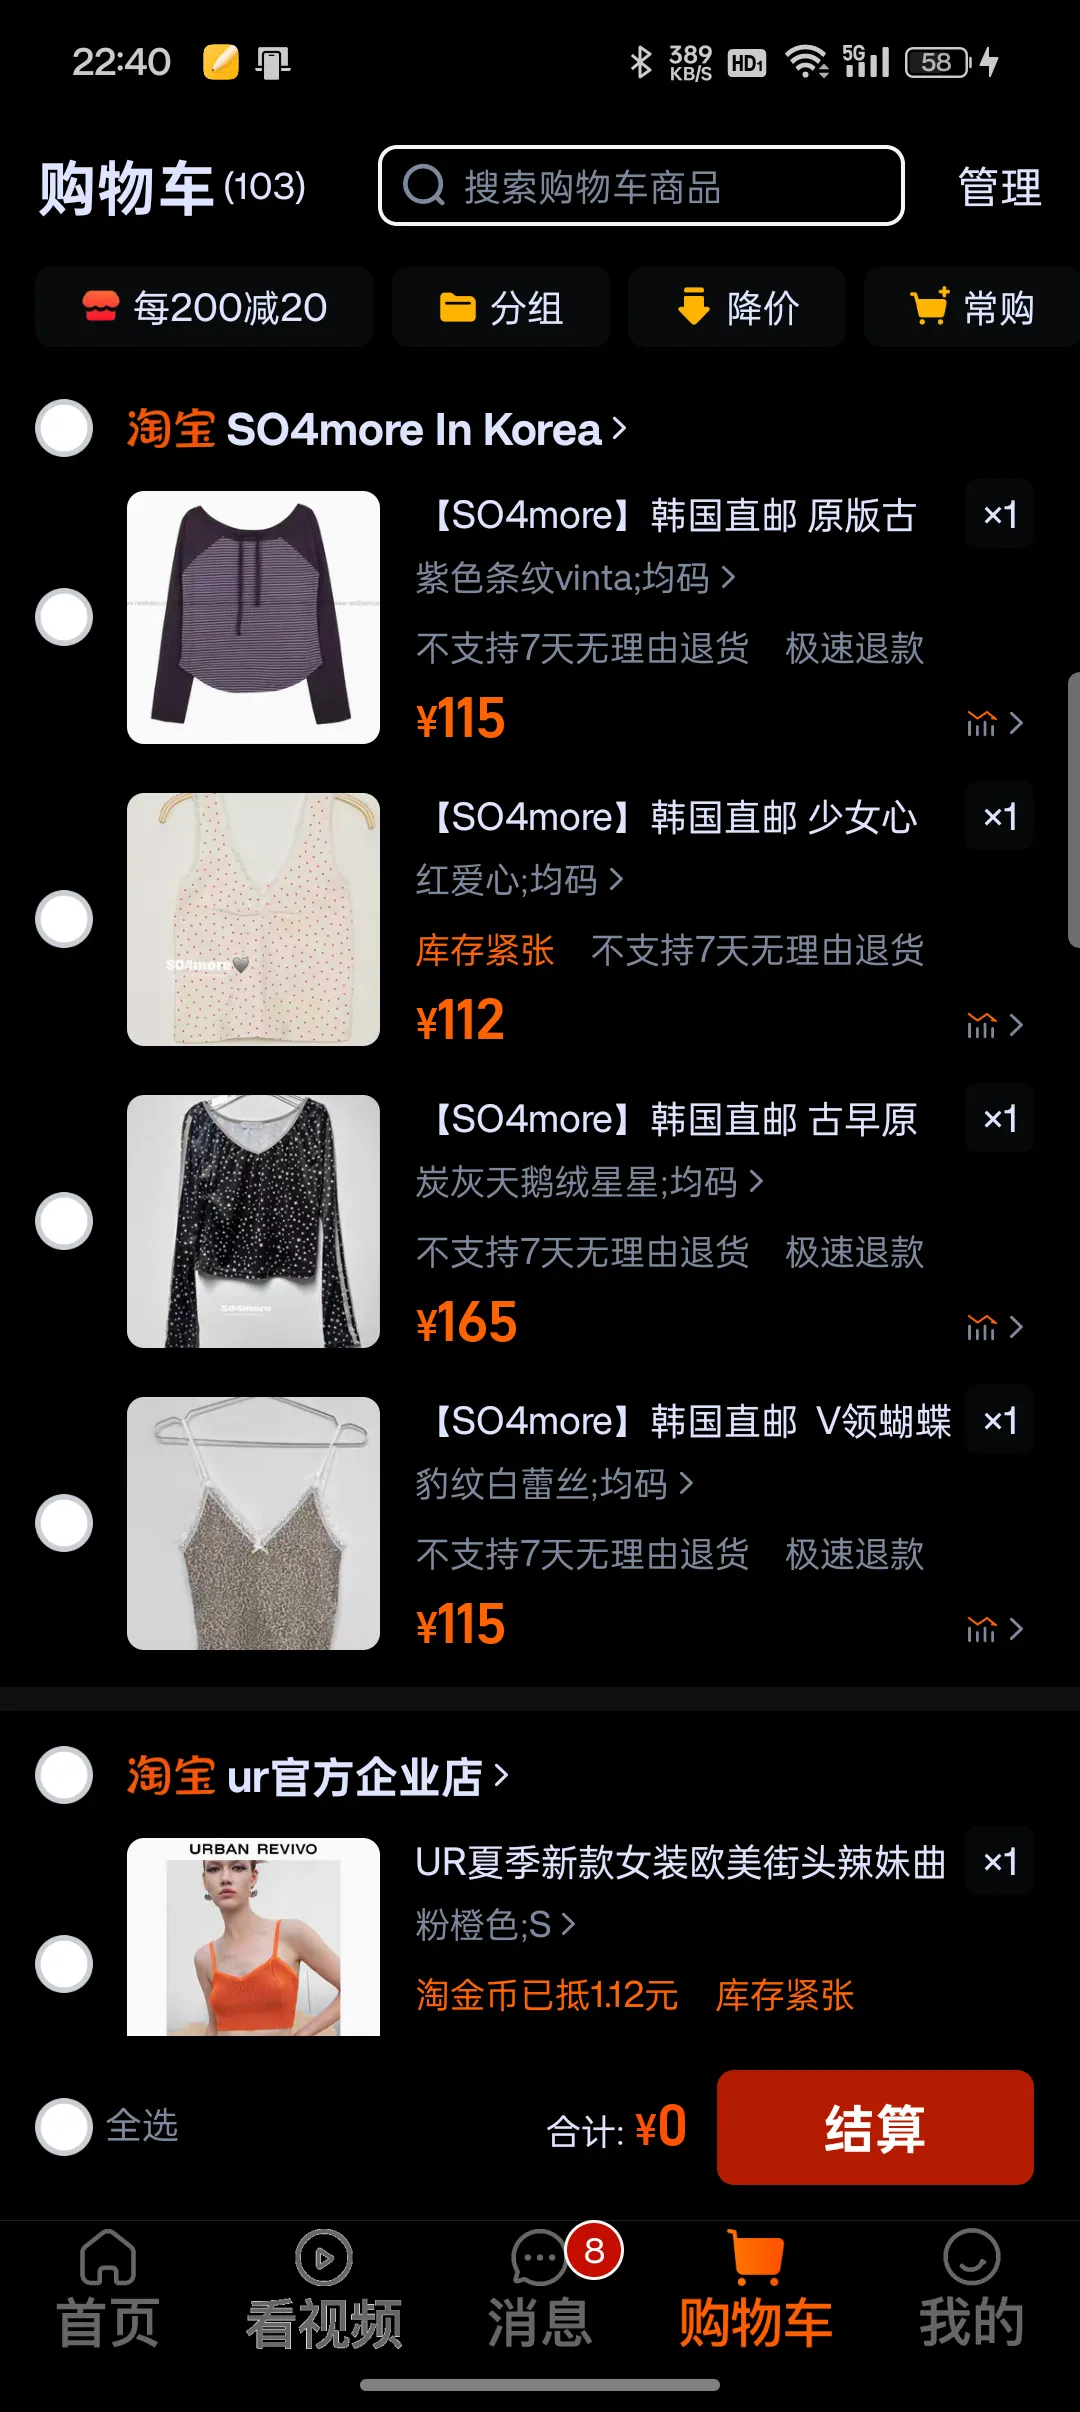 22:40
389 KB/S HD1 5G 58
购物车(103)
搜索购物车商品
管理
每200减20
分组
降价
常购
淘宝 SO4more In Korea
【SO4more】韩国直邮 原版古
×1
紫色条纹vinta;均码
不支持7天无理由退货 极速退款
¥115
【SO4more】韩国直邮 少女心
×1
红爱心;均码
库存紧张 不支持7天无理由退货
SO4more
¥112
【SO4more】韩国直邮 古早原
×1
炭灰天鹅绒星星;均码
不支持7天无理由退货 极速退款
SO4more
¥165
【SO4more】韩国直邮 V领蝴蝶
×1
豹纹白蕾丝;均码
不支持7天无理由退货 极速退款
¥115
淘宝 ur官方企业店
URBAN REVIVO
UR夏季新款女装欧美街头辣妹曲
×1
粉橙色;S
淘金币已抵1.12元 库存紧张
全选
合计: ¥0
结算
8
首页
看视频
消息
购物车
我的